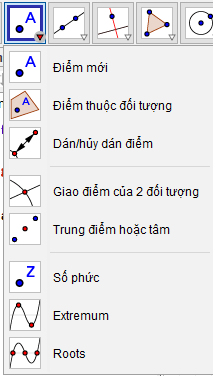 A
A Điểm mới
A Điểm thuộc đối tượng
Dán/hủy dán điểm
Giao điểm của 2 đối tượng
Trung điểm hoặc tâm
Z Số phức
Extremum
Roots